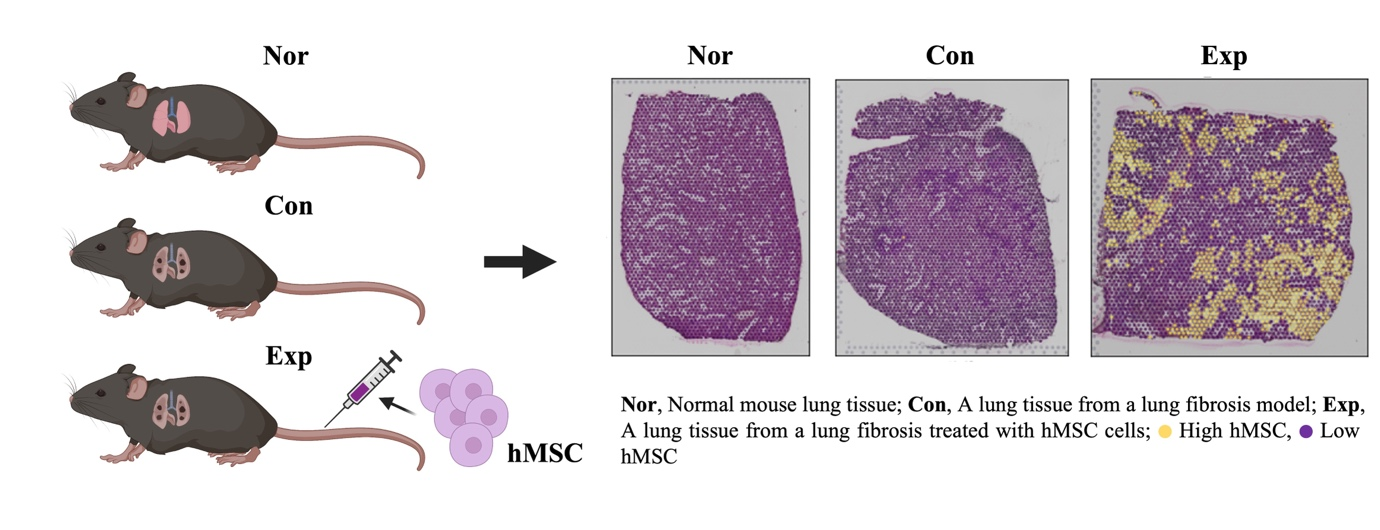 Nor
Con
Exp
hMSC
Nor
Con
Exp
Nor, Normal mouse lung tissue; Con, A lung tissue from a lung fibrosis model; Exp,
A lung tissue from a lung fibrosis treated with hMSC cells; High hMSC, Low
hMSC